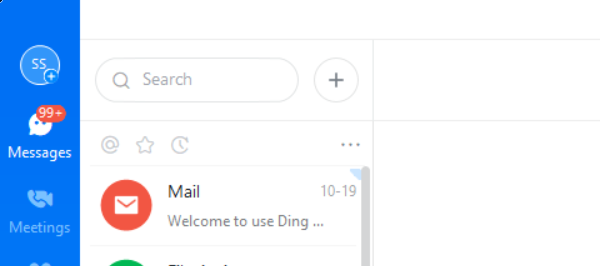 SS
Search
99+
Messages
Mail 10-19
Welcome to use Ding ...
Meetings